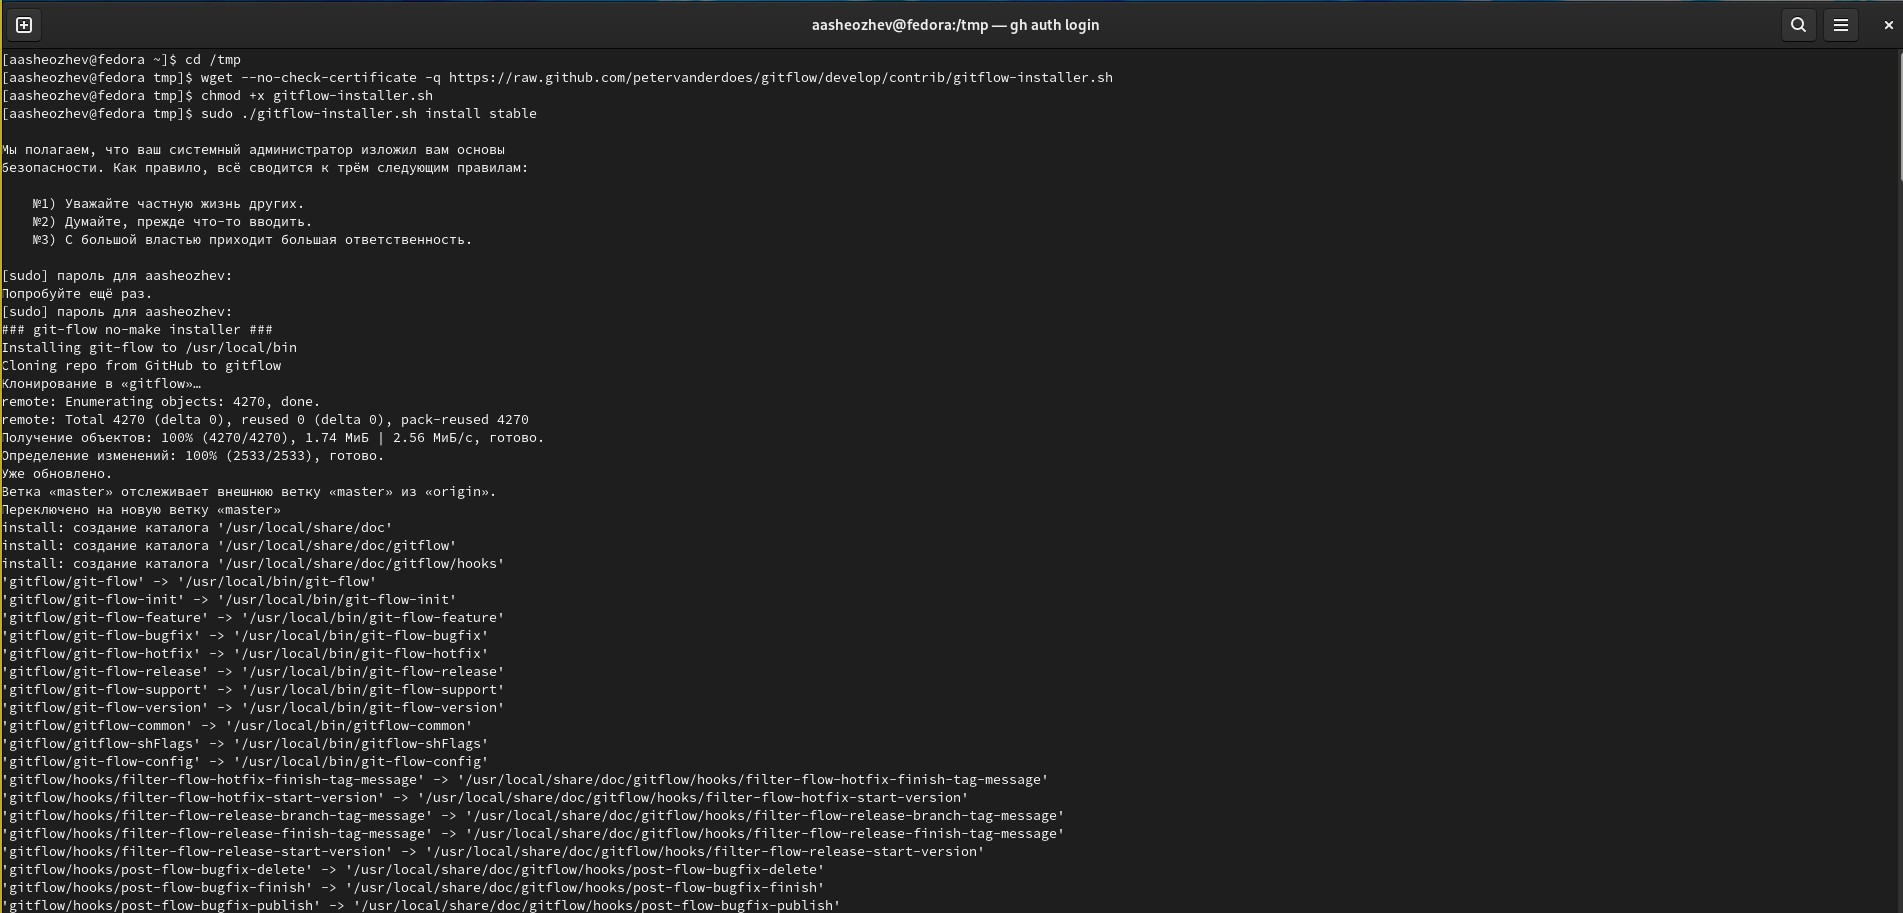 aasheozhev@fedora:/tmp — gh auth login
[aasheozhev@fedora ~]$ cd /tmp
[aasheozhev@fedora tmp]$ wget --no-check-certificate -q https://raw.github.com/petervanderdoes/gitflow/develop/contrib/gitflow-installer.sh
[aasheozhev@fedora tmp]$ chmod +x gitflow-installer.sh
[aasheozhev@fedora tmp]$ sudo ./gitflow-installer.sh install stable
Мы полагаем, что ваш системный администратор изложил вам основы
безопасности. Как правило, всё сводится к трём следующим правилам:
№1) Уважайте частную жизнь других.
№2) Думайте, прежде что-то вводить.
№3) С большой властью приходит большая ответственность.
[sudo] пароль для aasheozhev:
Попробуйте ещё раз.
[sudo] пароль для aasheozhev:
### git-flow no-make installer ###
Installing git-flow to /usr/local/bin
Cloning repo from GitHub to gitflow
Клонирование в «gitflow»…
remote: Enumerating objects: 4270, done.
remote: Total 4270 (delta 0), reused 0 (delta 0), pack-reused 4270
Получение объектов: 100% (4270/4270), 1.74 МиБ | 2.56 МиБ/с, готово.
Определение изменений: 100% (2533/2533), готово.
Уже обновлено.
Ветка «master» отслеживает внешнюю ветку «master» из «origin».
Переключено на новую ветку «master»
install: создание каталога '/usr/local/share/doc'
install: создание каталога '/usr/local/share/doc/gitflow'
install: создание каталога '/usr/local/share/doc/gitflow/hooks'
'gitflow/git-flow' -> '/usr/local/bin/git-flow'
'gitflow/git-flow-init' -> '/usr/local/bin/git-flow-init'
'gitflow/git-flow-feature' -> '/usr/local/bin/git-flow-feature'
'gitflow/git-flow-bugfix' -> '/usr/local/bin/git-flow-bugfix'
'gitflow/git-flow-hotfix' -> '/usr/local/bin/git-flow-hotfix'
'gitflow/git-flow-release' -> '/usr/local/bin/git-flow-release'
'gitflow/git-flow-support' -> '/usr/local/bin/git-flow-support'
'gitflow/git-flow-version' -> '/usr/local/bin/git-flow-version'
'gitflow/gitflow-common' -> '/usr/local/bin/gitflow-common'
'gitflow/gitflow-shFlags' -> '/usr/local/bin/gitflow-shFlags'
'gitflow/git-flow-config' -> '/usr/local/bin/git-flow-config'
'gitflow/hooks/filter-flow-hotfix-finish-tag-message' -> '/usr/local/share/doc/gitflow/hooks/filter-flow-hotfix-finish-tag-message'
'gitflow/hooks/filter-flow-hotfix-start-version' -> '/usr/local/share/doc/gitflow/hooks/filter-flow-hotfix-start-version'
'gitflow/hooks/filter-flow-release-branch-tag-message' -> '/usr/local/share/doc/gitflow/hooks/filter-flow-release-branch-tag-message'
'gitflow/hooks/filter-flow-release-finish-tag-message' -> '/usr/local/share/doc/gitflow/hooks/filter-flow-release-finish-tag-message'
'gitflow/hooks/filter-flow-release-start-version' -> '/usr/local/share/doc/gitflow/hooks/filter-flow-release-start-version'
'gitflow/hooks/post-flow-bugfix-delete' -> '/usr/local/share/doc/gitflow/hooks/post-flow-bugfix-delete'
'gitflow/hooks/post-flow-bugfix-finish' -> '/usr/local/share/doc/gitflow/hooks/post-flow-bugfix-finish'
'gitflow/hooks/post-flow-bugfix-publish' -> '/usr/local/share/doc/gitflow/hooks/post-flow-bugfix-publish'